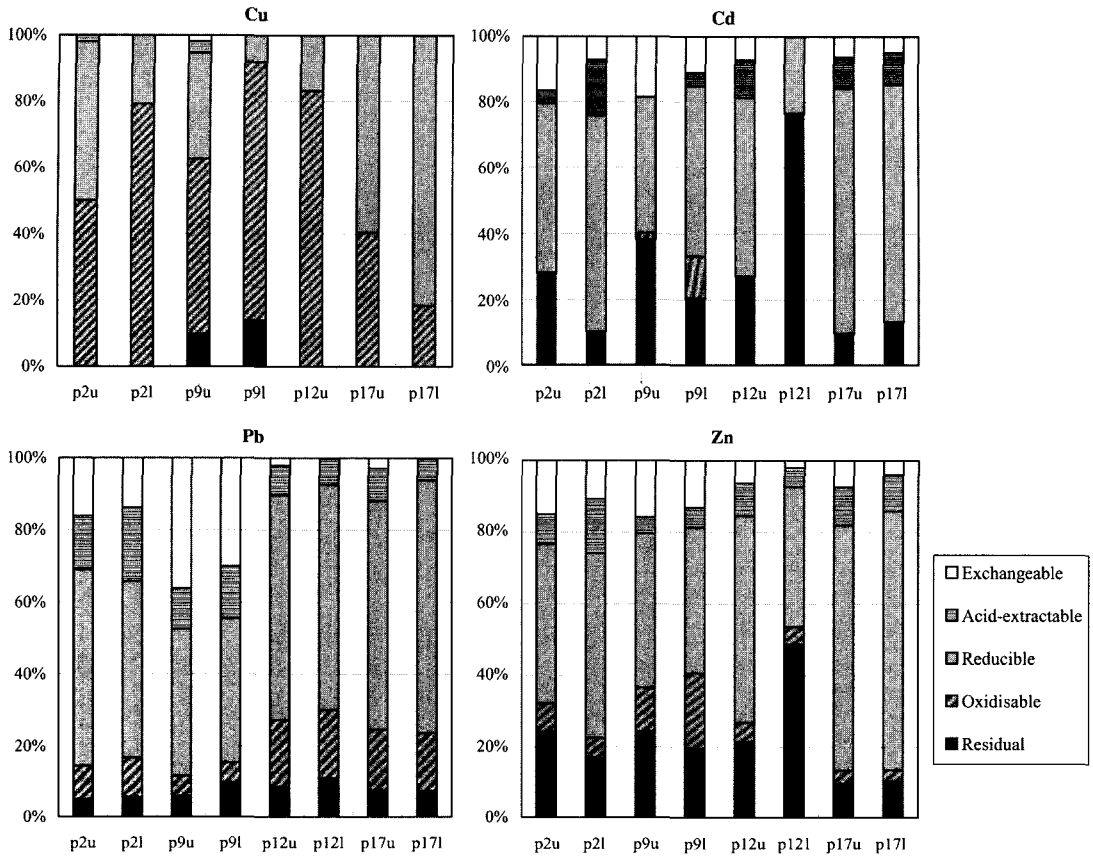 Cu
100%
80%
60%
40%
20%
0%
p2u p2l p9u p9l p12u p17u p17l
Cd
100%
80%
60%
40%
20%
0%
p2u p2l p9u p9l p12u p12l p17u p17l
Pb
100%
80%
60%
40%
20%
0%
p2u p2l p9u p9l p12u p12l p17u p17l
Zn
100%
80%
60%
40%
20%
0%
p2u p2l p9u p9l p12u p12l p17u p17l
Exchangeable
Acid-extractable
Reducible
Oxidisable
Residual